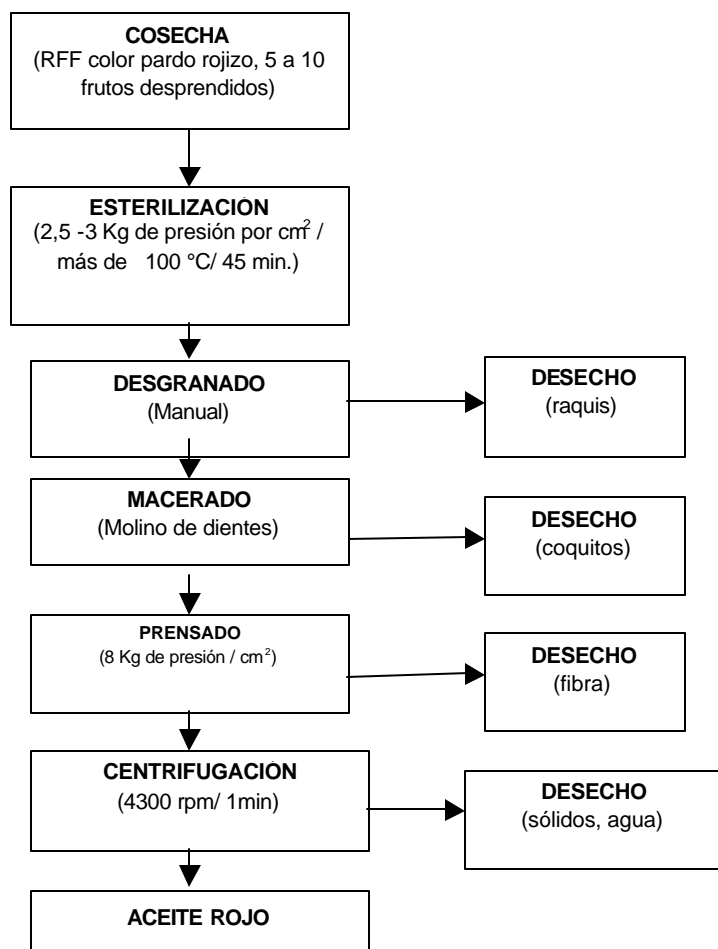 COSECHA
(RFF color pardo rojizo, 5 a 10
frutos desprendidos)
ESTERILIZACIÓN
(2,5 -3 Kg de presión por cm² /
más de 100 °C/ 45 min.)
DESGRANADO
(Manual)
DESECHO
(raquis)
MACERADO
(Molino de dientes)
DESECHO
(coquitos)
PRENSADO
(8 Kg de presión / cm²)
DESECHO
(fibra)
CENTRIFUGACIÓN
(4300 rpm/ 1min)
DESECHO
(sólidos, agua)
ACEITE ROJO